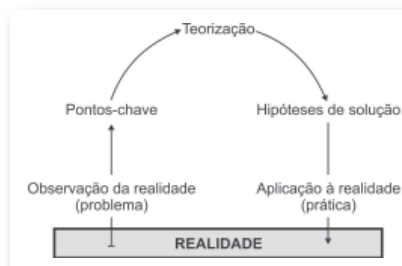 Teorização
Pontos-chave
Hipóteses de solução
Observação da realidade
(problema)
Aplicação à realidade
(prática)
REALIDADE